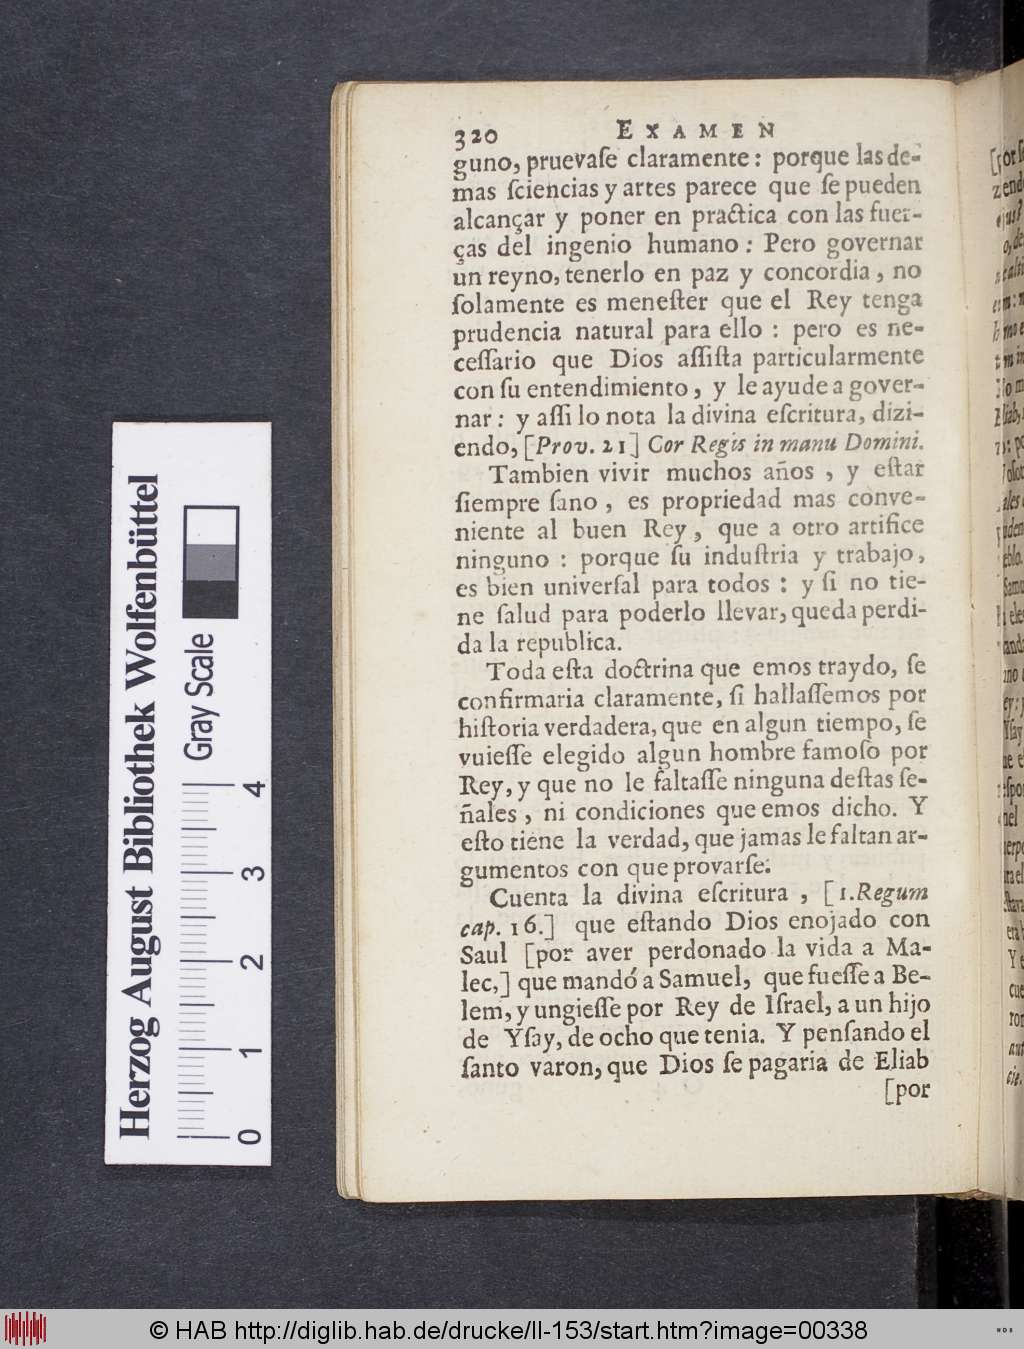 320 EXAMEN
guno, pruevaſe claramente: porque las de-
mas ſciencias y artes parece que ſe pueden
alcançar y poner en practica con las fuer-
ças del ingenio humano: Pero governar
ún reyno, tenerlo en paz y concordia, no
ſolamente es meneſter que el Rey tenga
prudencia natural para ello: pero es ne-
ceſſario que Dios aſſiſta particularmente
con ſu entendimiento, y le ayude a gover-
nar: y aſſi lo nota la divina eſcritura, dizi-
endo, [Prov. 21] Cor Regis in manu Domini.
Tambien vivir muchos años, y eſtar
ſiempre ſano, es propriedad mas conve-
niente al buen Rey, que a otro artifice
ninguno: porque ſu induſtria y trabajo,
es bien univerſal para todos: y ſi no tie-
ne ſalud para poderlo llevar, queda perdi-
da la republica.
Toda eſta doctrina que emos traydo, ſe
confirmaria claramente, ſi hallaſſemos por
hiſtoria verdadera, que en algun tiempo, ſe
vuieſſe elegido algun hombre famoſo por
Rey, y que no le faltaſſe ninguna deſtas ſe-
ñales, ni condiciones que emos dicho. Y
eſto tiene la verdad, que jamas le faltan ar-
gumentos con que provarſe.
Cuenta la divina eſcritura, [1. Regum
cap. 16.] que eſtando Dios enojado con
Saul [por aver perdonado la vida a Ma-
lec,] que mandó a Samuel, que fueſſe a Be-
lem, y ungieſſe por Rey de Iſrael, a un hijo
de Yſay, de ocho que tenia. Y penſando el
ſanto varon, que Dios ſe pagaria de Eliab
[por
Herzog August Bibliothek Wolfenbüttel
Gray Scale
0 1 2 3 4
© HAB http://diglib.hab.de/drucke/ll-153/start.htm?image=00338